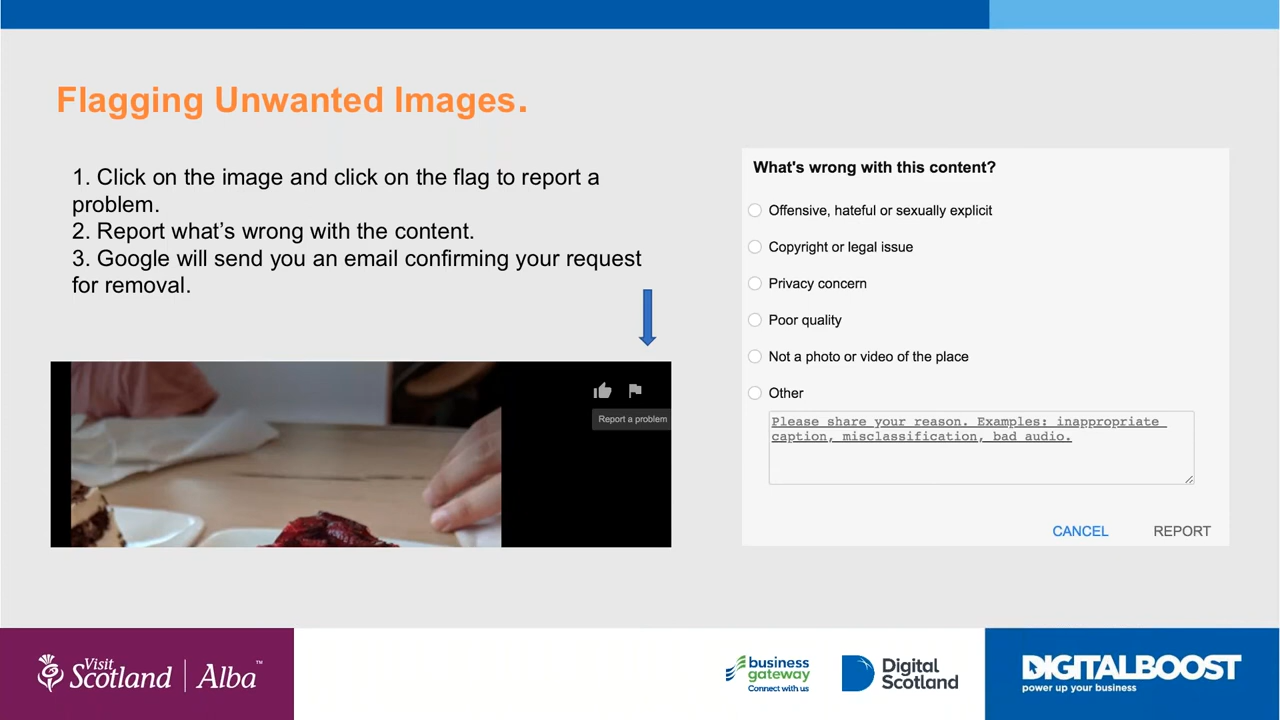 Flagging Unwanted Images.
1. Click on the image and click on the flag to report a
problem.
2. Report what’s wrong with the content.
3. Google will send you an email confirming your request
for removal.
Report a problem
What's wrong with this content?
Offensive, hateful or sexually explicit
Copyright or legal issue
Privacy concern
Poor quality
Not a photo or video of the place
Other
Please share your reason. Examples: inappropriate
caption, misclassification, bad audio.
CANCEL REPORT
Visit
Scotland | Alba™
business
gateway
Connect with us
Digital
Scotland
DIGITALBOOST
power up your business